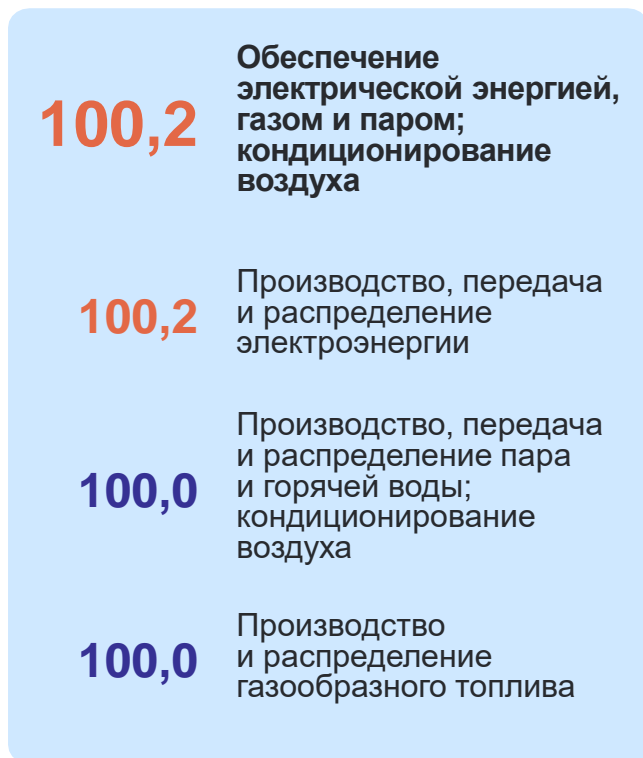 100,2
Обеспечение
электрической энергией,
газом и паром;
кондиционирование
воздуха
100,2
Производство, передача
и распределение
электроэнергии
100,0
Производство, передача
и распределение пара
и горячей воды;
кондиционирование
воздуха
100,0
Производство
и распределение
газообразного топлива